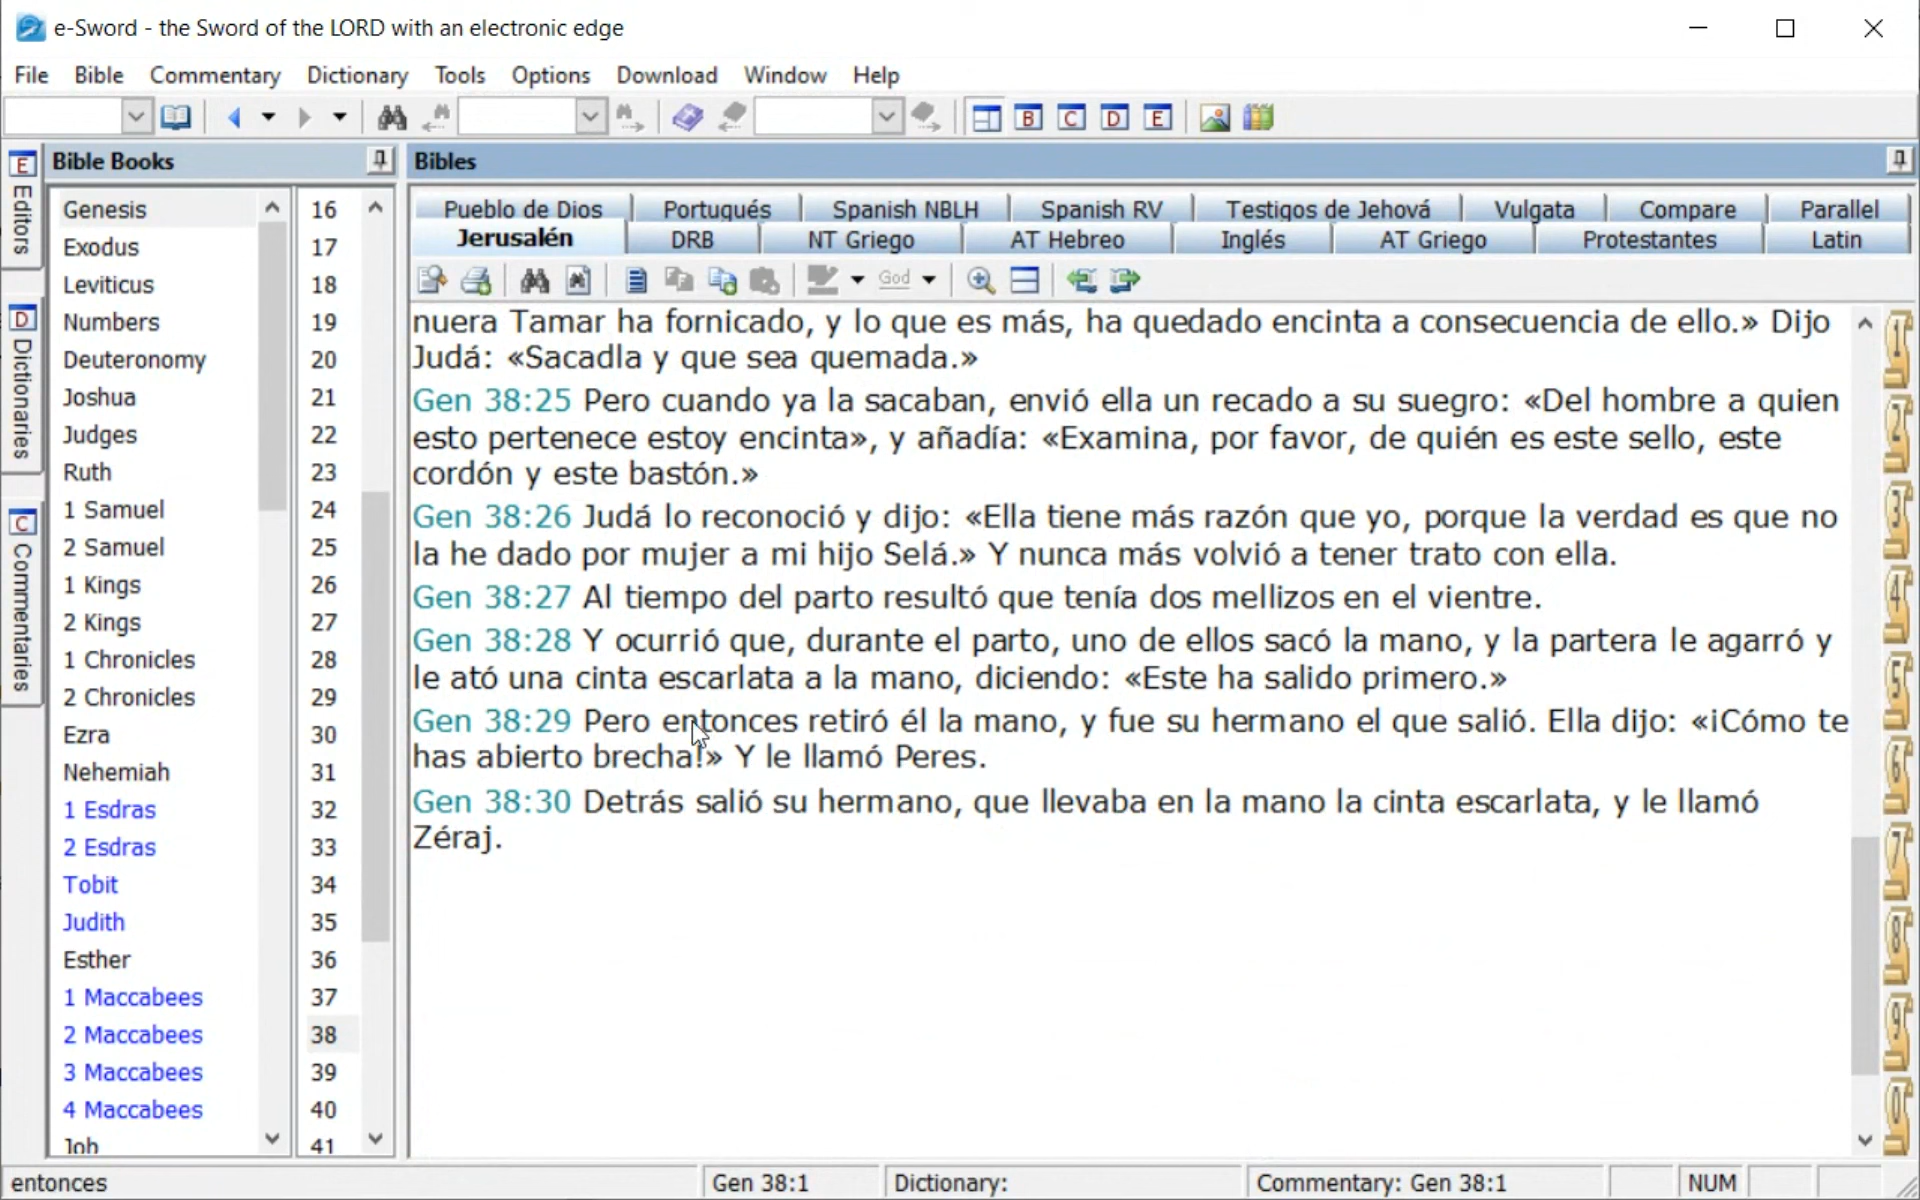 e-Sword - the Sword of the LORD with an electronic edge
File Bible Commentary Dictionary Tools Options Download Window Help
B C D E
Bible Books
Bibles
E Editors
D Dictionaries
C Commentaries
Genesis
Exodus
Leviticus
Numbers
Deuteronomy
Joshua
Judges
Ruth
1 Samuel
2 Samuel
1 Kings
2 Kings
1 Chronicles
2 Chronicles
Ezra
Nehemiah
1 Esdras
2 Esdras
Tobit
Judith
Esther
1 Maccabees
2 Maccabees
3 Maccabees
4 Maccabees
Job
16
17
18
19
20
21
22
23
24
25
26
27
28
29
30
31
32
33
34
35
36
37
38
39
40
41
Pueblo de Dios Portugués Spanish NBLH Spanish RV Testigos de Jehová Vulgata Compare Parallel
Jerusalén DRB NT Griego AT Hebreo Inglés AT Griego Protestantes Latin
God
nuera Tamar ha fornicado, y lo que es más, ha quedado encinta a consecuencia de ello.» Dijo
Judá: «Sacadla y que sea quemada.»
Gen 38:25 Pero cuando ya la sacaban, envió ella un recado a su suegro: «Del hombre a quien
esto pertenece estoy encinta», y añadía: «Examina, por favor, de quién es este sello, este
cordón y este bastón.»
Gen 38:26 Judá lo reconoció y dijo: «Ella tiene más razón que yo, porque la verdad es que no
la he dado por mujer a mi hijo Selá.» Y nunca más volvió a tener trato con ella.
Gen 38:27 Al tiempo del parto resultó que tenía dos mellizos en el vientre.
Gen 38:28 Y ocurrió que, durante el parto, uno de ellos sacó la mano, y la partera le agarró y
le ató una cinta escarlata a la mano, diciendo: «Este ha salido primero.»
Gen 38:29 Pero entonces retiró él la mano, y fue su hermano el que salió. Ella dijo: «¡Cómo te
has abierto brecha!» Y le llamó Peres.
Gen 38:30 Detrás salió su hermano, que llevaba en la mano la cinta escarlata, y le llamó
Zéraj.
1
2
3
4
5
6
7
8
9
0
entonces Gen 38:1 Dictionary: Commentary: Gen 38:1 NUM